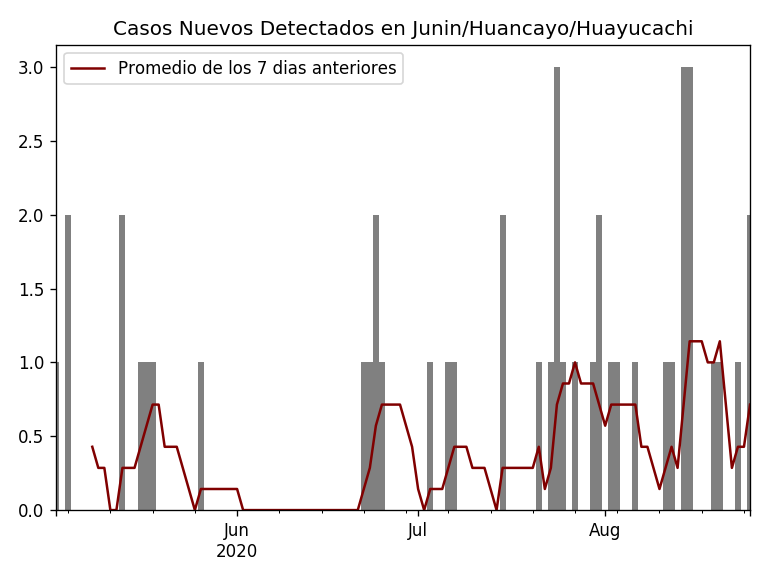 Casos Nuevos Detectados en Junin/Huancayo/Huayucachi
Promedio de los 7 dias anteriores
3.0
2.5
2.0
1.5
1.0
0.5
0.0
Jun
2020
Jul
Aug